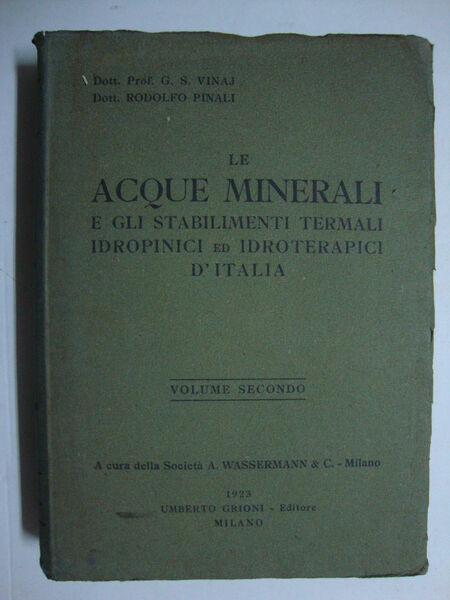 Dott. Prof. G. S. VINAJ
Dott. RODOLFO PINALI
LE
ACQUE MINERALI
E GLI STABILIMENTI TERMALI
IDROPINICI ED IDROTERAPICI
D'ITALIA
VOLUME SECONDO
A cura della Società A. WASSERMANN & C. - Milano
1923
UMBERTO GRIONI - Editore
MILANO